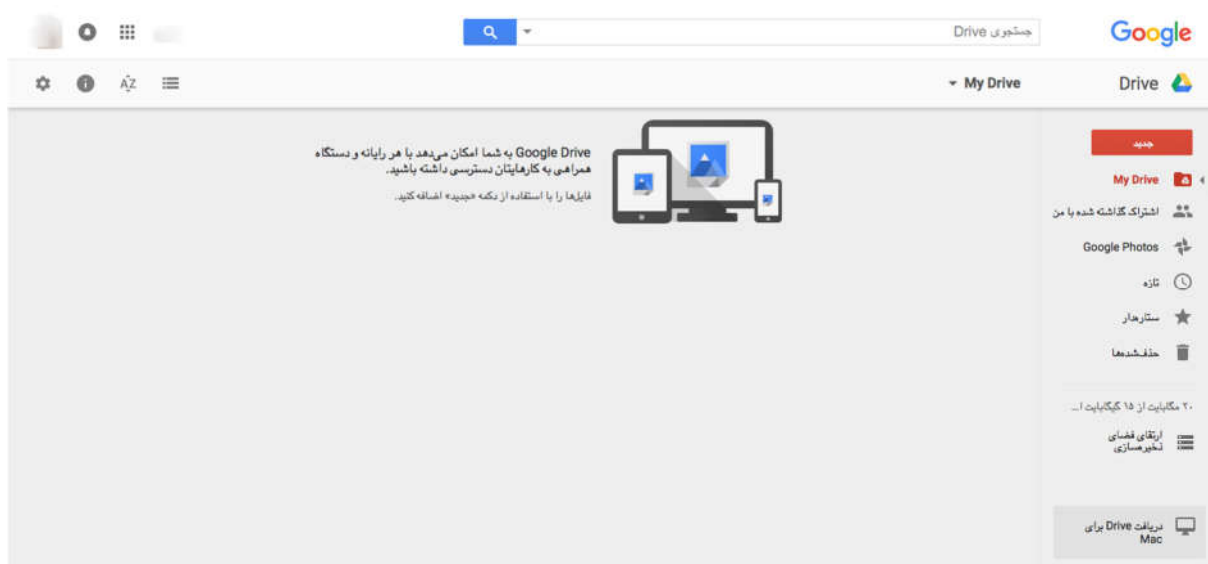 Google
جستجوی Drive
Drive
My Drive
AZ
جدید
My Drive
اشتراک گذاشته شده با من
Google Photos
تازه
ستاره‌دار
حذف‌شده‌ها
۲۰ مگابایت از ۱۵ گیگابایت ا...
ارتقای فضای
ذخیره‌سازی
دریافت Drive برای
Mac
Google Drive به شما امکان می‌دهد با هر رایانه و دستگاه
همراهی به کارهایتان دسترسی داشته باشید.
فایل‌ها را با استفاده از دکمه «جدید» اضافه کنید.